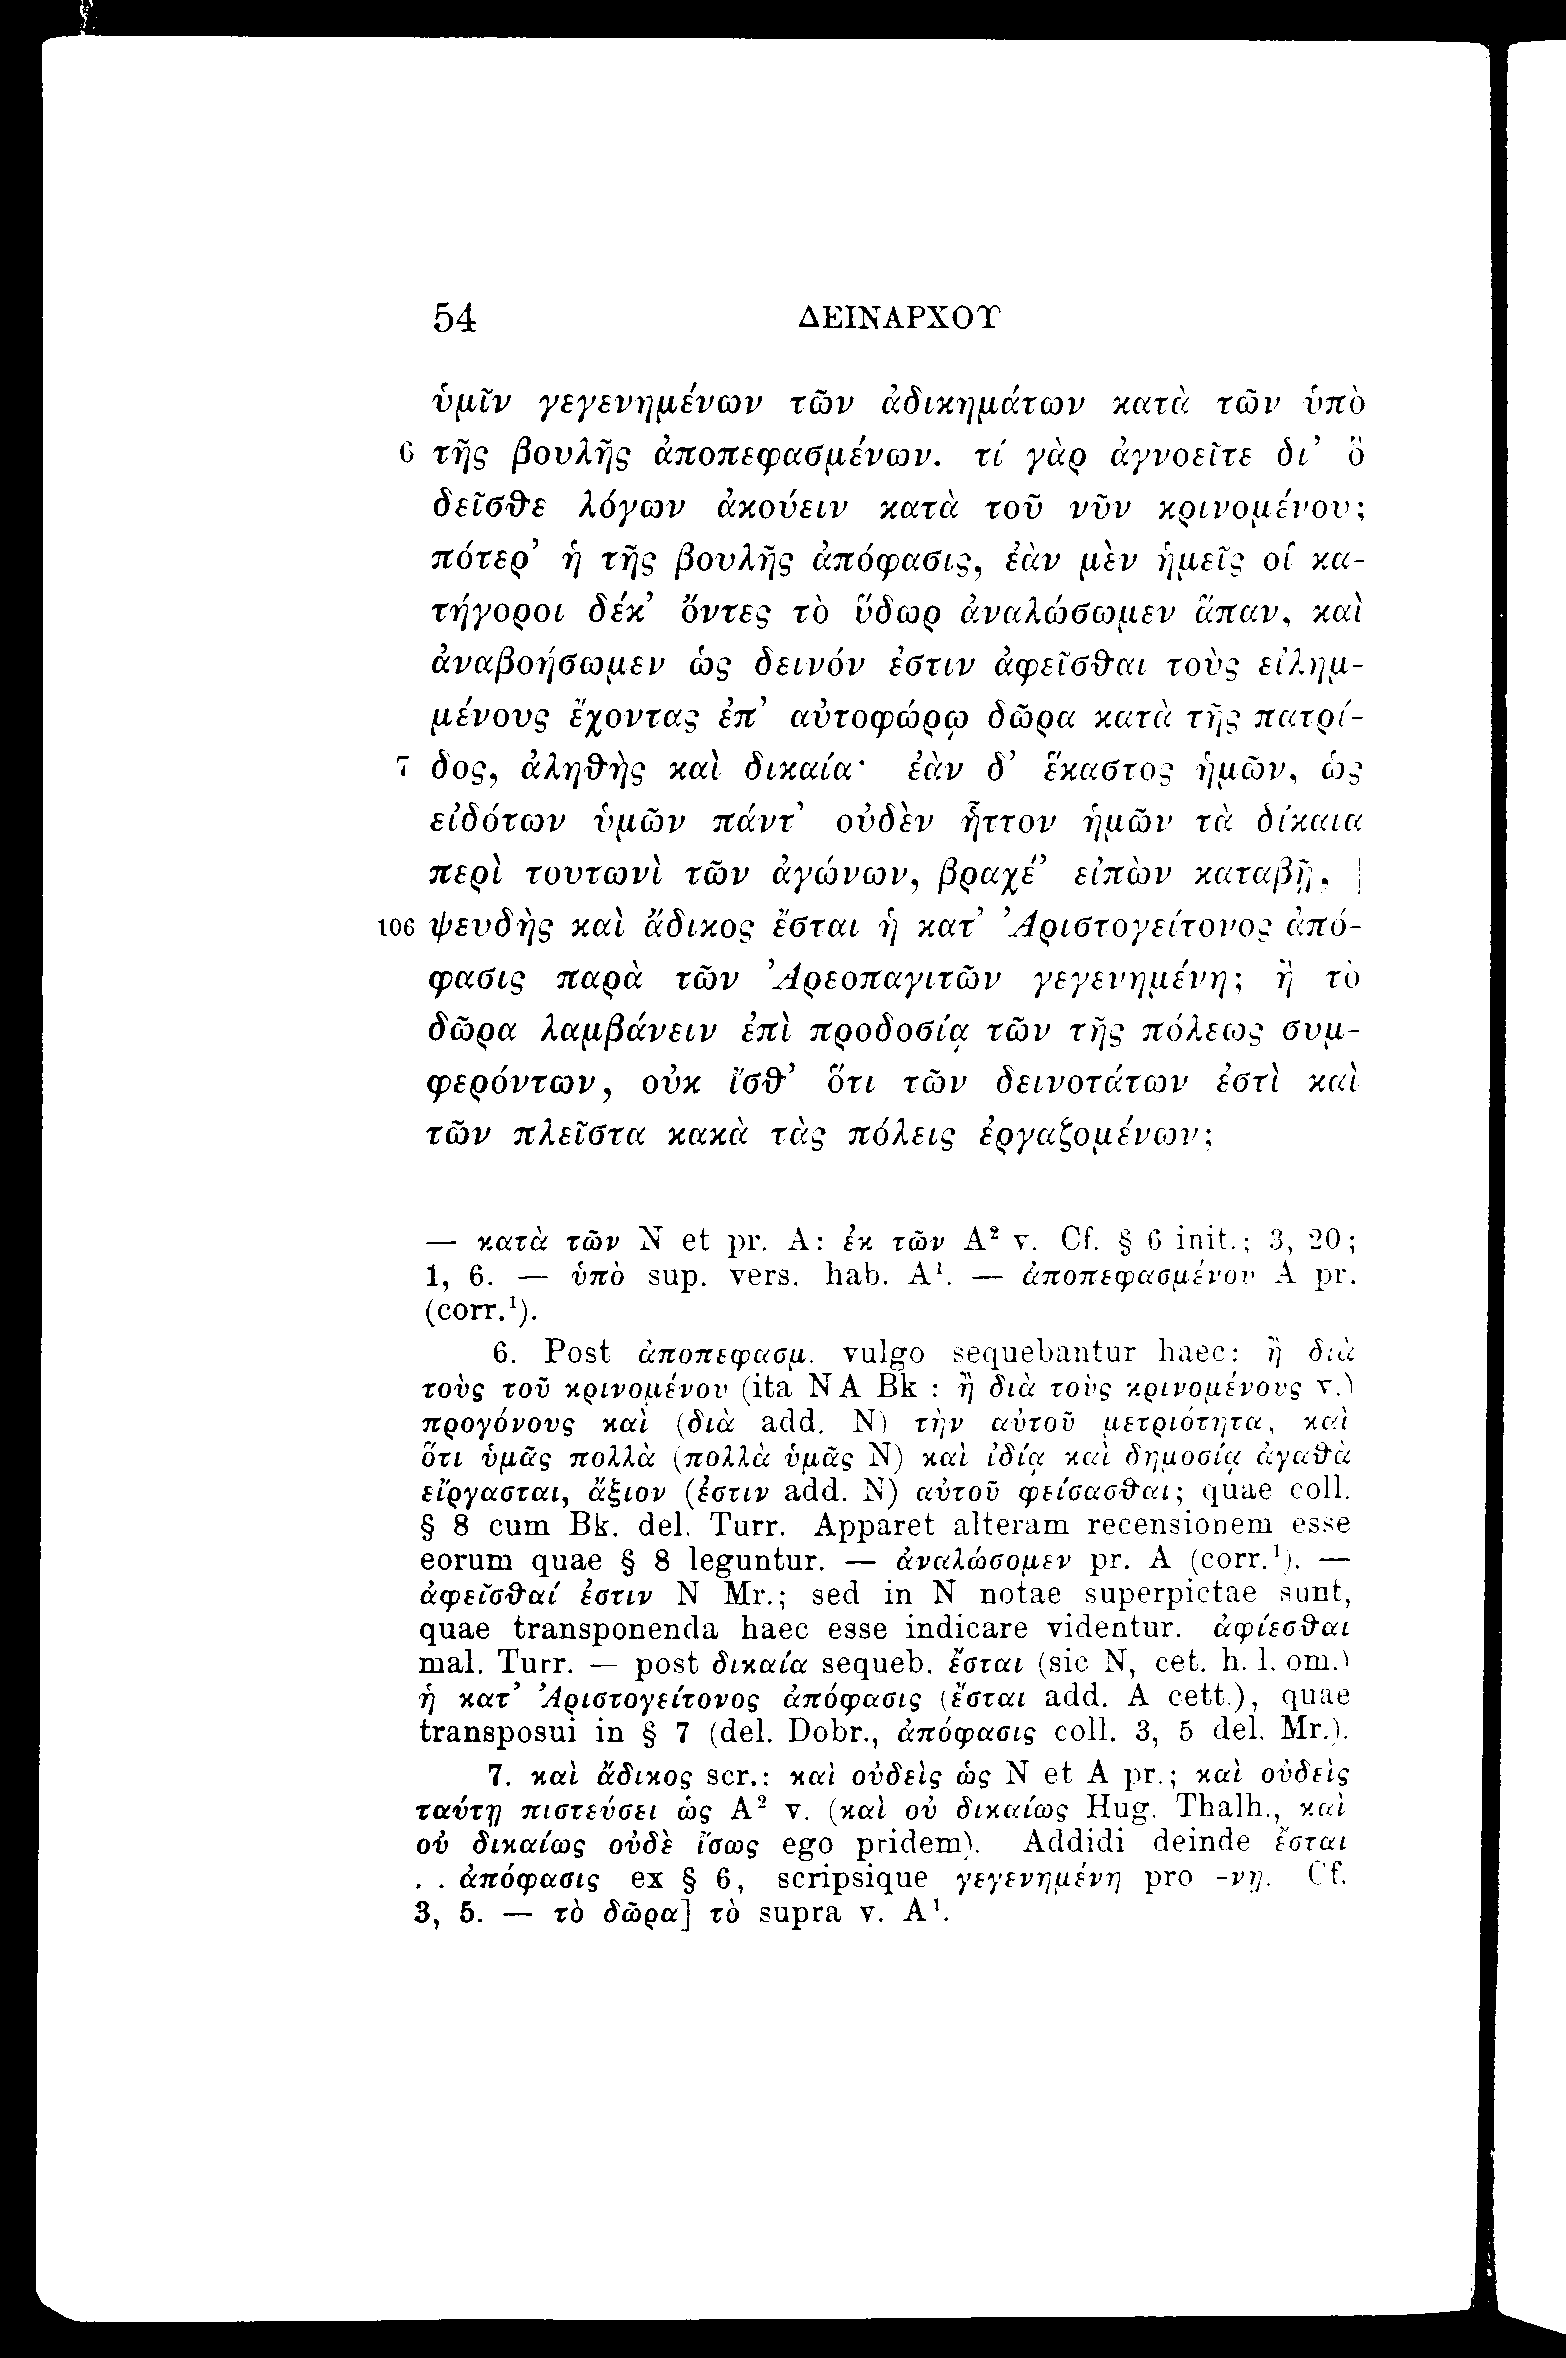 54 ΔΕΙΝΑΡΧΟΥ
ὑμῖν γεγενημένων τῶν ἀδικημάτων κατὰ τῶν ὑπὸ
6 τῆς βουλῆς ἀποπεφασμένων. τί γὰρ ἀγνοεῖτε δι’ ὃ
δεῖσθε λόγων ἀκούειν κατὰ τοῦ νῦν κρινομένου;
πότερ’ ἡ τῆς βουλῆς ἀπόφασις, ἐὰν μὲν ἡμεῖς οἱ κα-
τήγοροι δέκ’ ὄντες τὸ ὕδωρ ἀναλώσωμεν ἅπαν, καὶ
ἀναβοήσωμεν ὡς δεινόν ἐστιν ἀφεῖσθαι τοὺς εἰλημ-
μένους ἔχοντας ἐπ’ αὐτοφώρῳ δῶρα κατὰ τῆς πατρί-
7 δος, ἀληθὴς καὶ δικαία· ἐὰν δ’ ἕκαστος ἡμῶν, ὡς
εἰδότων ὑμῶν πάντ’ οὐδὲν ἧττον ἡμῶν τὰ δίκαια
περὶ τουτωνὶ τῶν ἀγώνων, βραχέ’ εἰπὼν καταβῇ, |
106 ψευδὴς καὶ ἄδικος ἔσται ἡ κατ’ Ἀριστογείτονος ἀπό-
φασις παρὰ τῶν Ἀρεοπαγιτῶν γεγενημένη; ἢ τὸ
δῶρα λαμβάνειν ἐπὶ προδοσίᾳ τῶν τῆς πόλεως συμ-
φερόντων, οὐκ ἴσθ’ ὅτι τῶν δεινοτάτων ἐστὶ καὶ
τῶν πλεῖστα κακὰ τὰς πόλεις ἐργαζομένων;
— κατὰ τῶν N et pr. A: ἐκ τῶν A² v. Cf. § 6 init.; 3, 20;
1, 6. — ὑπὸ sup. vers. hab. A¹. — ἀποπεφασμένον A pr.
(corr.¹).
6. Post ἀποπεφασμ. vulgo sequebantur haec: ἢ διὰ
τοὺς τοῦ κρινομένου (ita N A Bk : ἢ διὰ τοὺς κρινομένους v.)
προγόνους καὶ (διὰ add. N) τὴν αὐτοῦ μετριότητα, καὶ
ὅτι ὑμᾶς πολλὰ (πολλὰ ὑμᾶς N) καὶ ἰδίᾳ καὶ δημοσίᾳ ἀγαθὰ
εἴργασται, ἄξιον (ἐστιν add. N) αὐτοῦ φείσασθαι; quae coll.
§ 8 cum Bk. del. Turr. Apparet alteram recensionem esse
eorum quae § 8 leguntur. — ἀναλώσομεν pr. A (corr.¹). —
ἀφεῖσθαί ἐστιν N Mr.; sed in N notae superpictae sunt,
quae transponenda haec esse indicare videntur. ἀφίεσθαι
mal. Turr. — post δικαία sequeb. ἔσται (sic N, cet. h. l. om.)
ἡ κατ’ Ἀριστογείτονος ἀπόφασις (ἔσται add. A cett.), quae
transposui in § 7 (del. Dobr., ἀπόφασις coll. 3, 5 del. Mr.).
7. καὶ ἄδικος scr.: καὶ οὐδεὶς ὡς N et A pr.; καὶ οὐδεὶς
ταύτῃ πιστεύσει ὡς A² v. (καὶ οὐ δικαίως Hug. Thalh., καὶ
οὐ δικαίως οὐδὲ ἴσως ego pridem). Addidi deinde ἔσται
. . ἀπόφασις ex § 6, scripsique γεγενημένη pro -νῃ. Cf.
3, 5. — τὸ δῶρα] τὸ supra v. A¹.